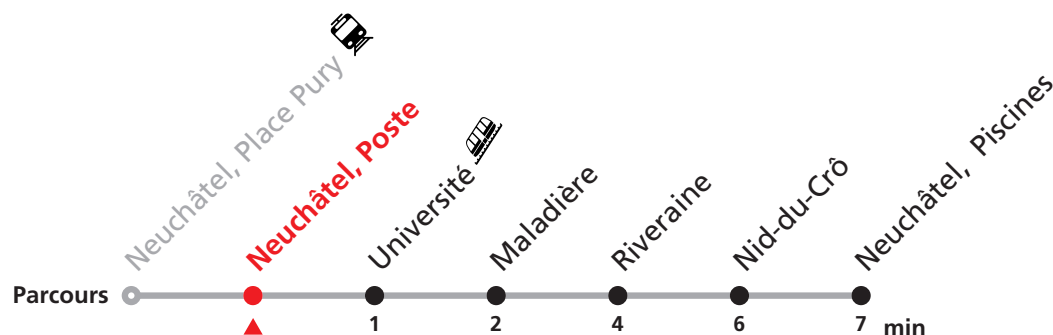 Neuchâtel, Place Pury
Neuchâtel, Poste
Université
Maladière
Riveraine
Nid-du-Crô
Neuchâtel, Piscines
Parcours
1 2 4 6 7 min